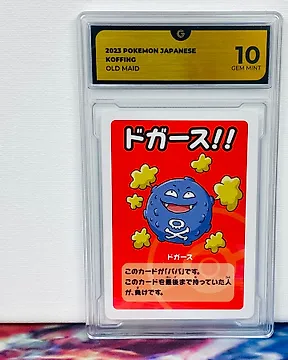 G
2023 POKEMON JAPANESE
KOFFING
OLD MAID
10
GEM MINT
ドガース!!
ドガース
このカードが「ババ」です。
このカードを最後まで持っていた人
が、負けです。